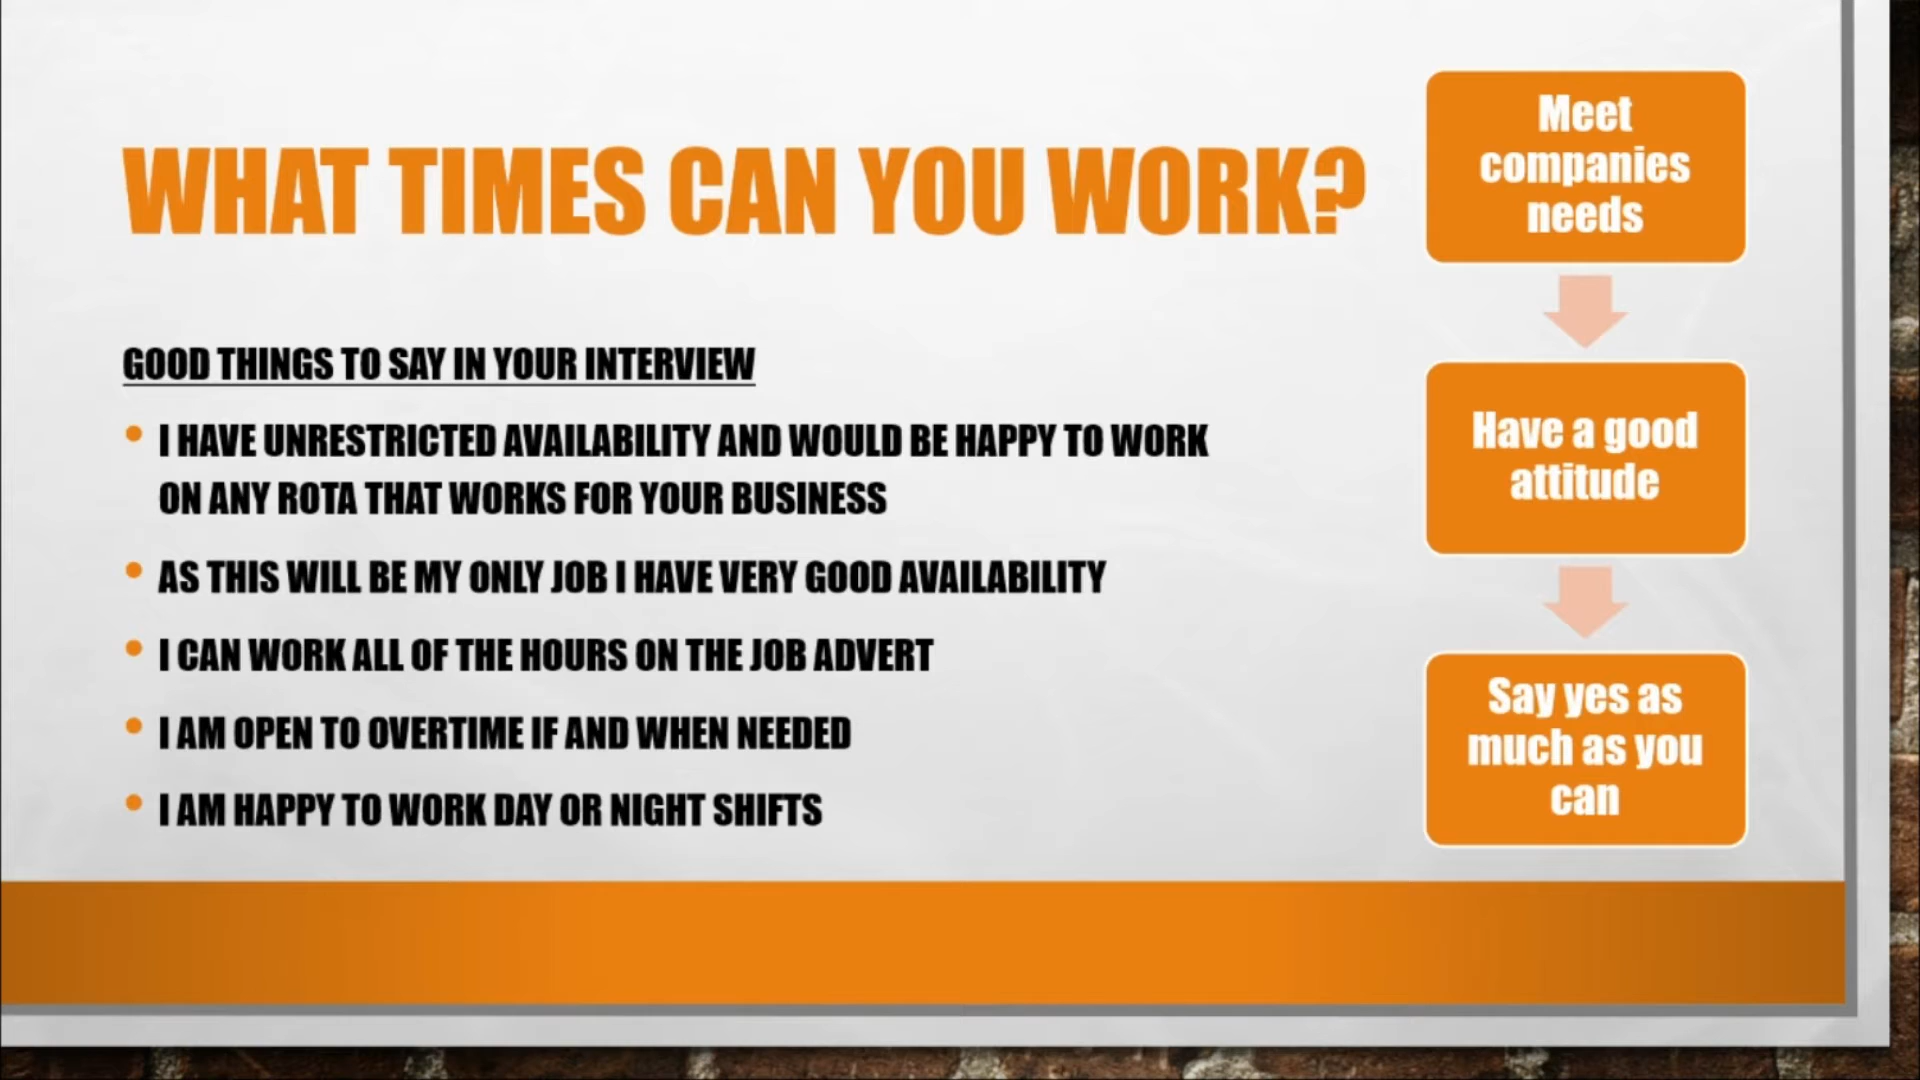 WHAT TIMES CAN YOU WORK?
GOOD THINGS TO SAY IN YOUR INTERVIEW
• I HAVE UNRESTRICTED AVAILABILITY AND WOULD BE HAPPY TO WORK
ON ANY ROTA THAT WORKS FOR YOUR BUSINESS
• AS THIS WILL BE MY ONLY JOB I HAVE VERY GOOD AVAILABILITY
• I CAN WORK ALL OF THE HOURS ON THE JOB ADVERT
• I AM OPEN TO OVERTIME IF AND WHEN NEEDED
• I AM HAPPY TO WORK DAY OR NIGHT SHIFTS
Meet
companies
needs
Have a good
attitude
Say yes as
much as you
can